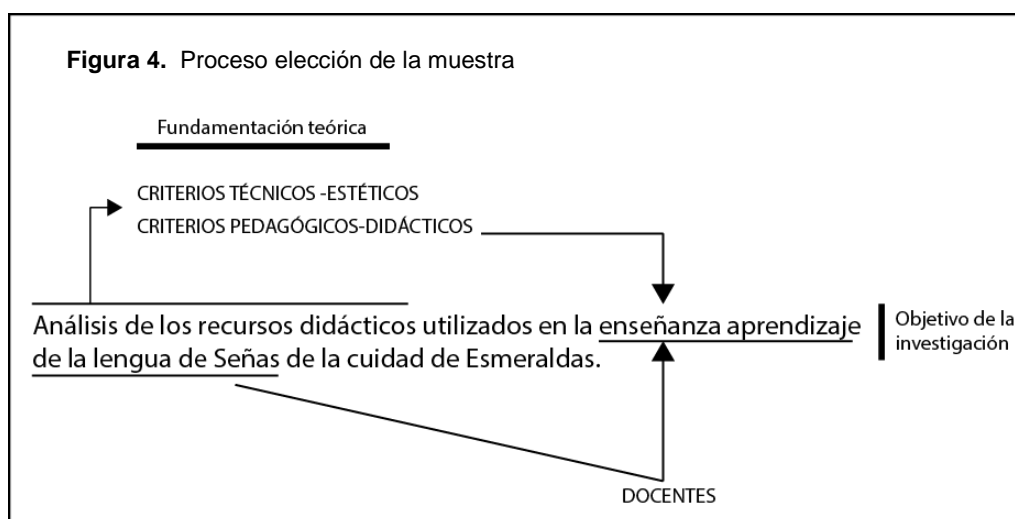 Figura 4. Proceso elección de la muestra
Fundamentación teórica
CRITERIOS TÉCNICOS -ESTÉTICOS
CRITERIOS PEDAGÓGICOS-DIDÁCTICOS
Análisis de los recursos didácticos utilizados en la enseñanza aprendizaje
de la lengua de Señas de la cuidad de Esmeraldas.
Objetivo de la
investigación
DOCENTES